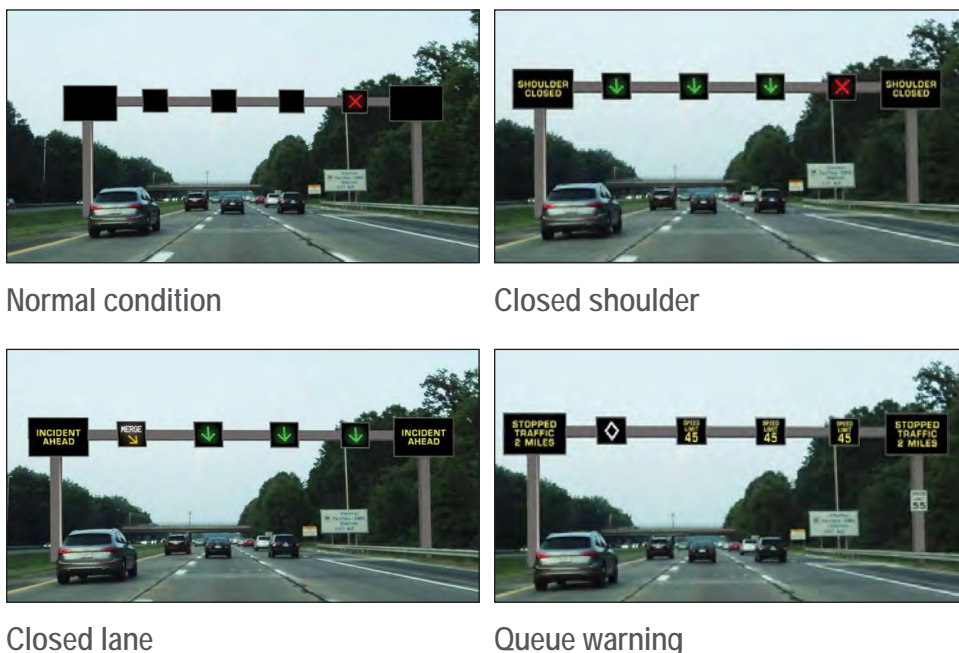 Normal condition
SHOULDER
CLOSED
SHOULDER
CLOSED
Closed shoulder
INCIDENT
AHEAD
MERGE
INCIDENT
AHEAD
Closed lane
STOPPED
TRAFFIC
2 MILES
SPEED
LIMIT
45
SPEED
LIMIT
45
SPEED
LIMIT
45
STOPPED
TRAFFIC
2 MILES
SPEED
LIMIT
55
Queue warning